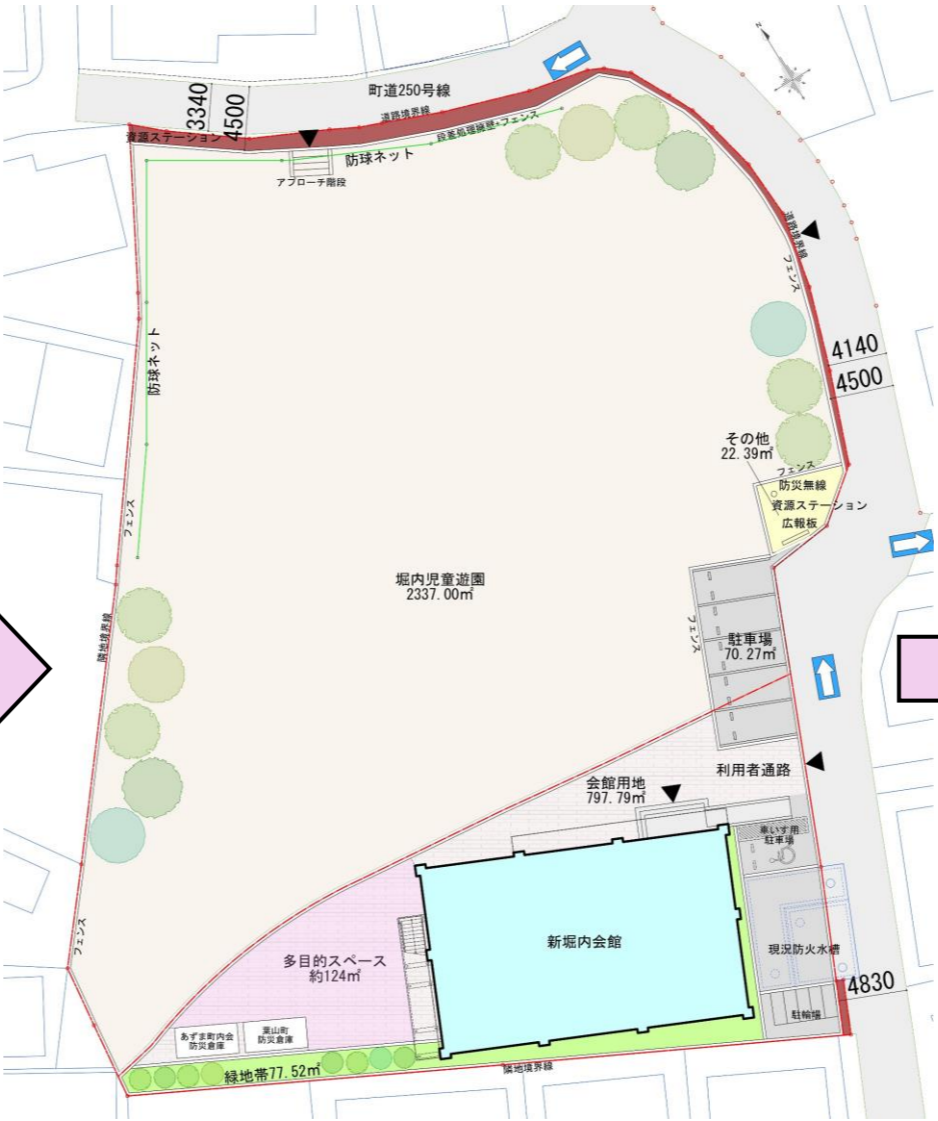 N
町道250号線
3340
4500
道路境界線
資源ステーション
段差処理擁壁・フェンス
防球ネット
アプローチ階段
道路境界線
フェンス
防球ネット
4140
4500
その他
22.39㎡
フェンス
防災無線
資源ステーション
広報板
フェンス
堀内児童遊園
2337.00㎡
隣地境界線
フェンス
駐車場
70.27㎡
利用者通路
会館用地
797.79㎡
車いす用
駐車場
フェンス
新堀内会館
現況防火水槽
多目的スペース
約124㎡
4830
駐輪場
あずま町内会
防災倉庫
葉山町
防災倉庫
緑地帯77.52㎡
隣地境界線